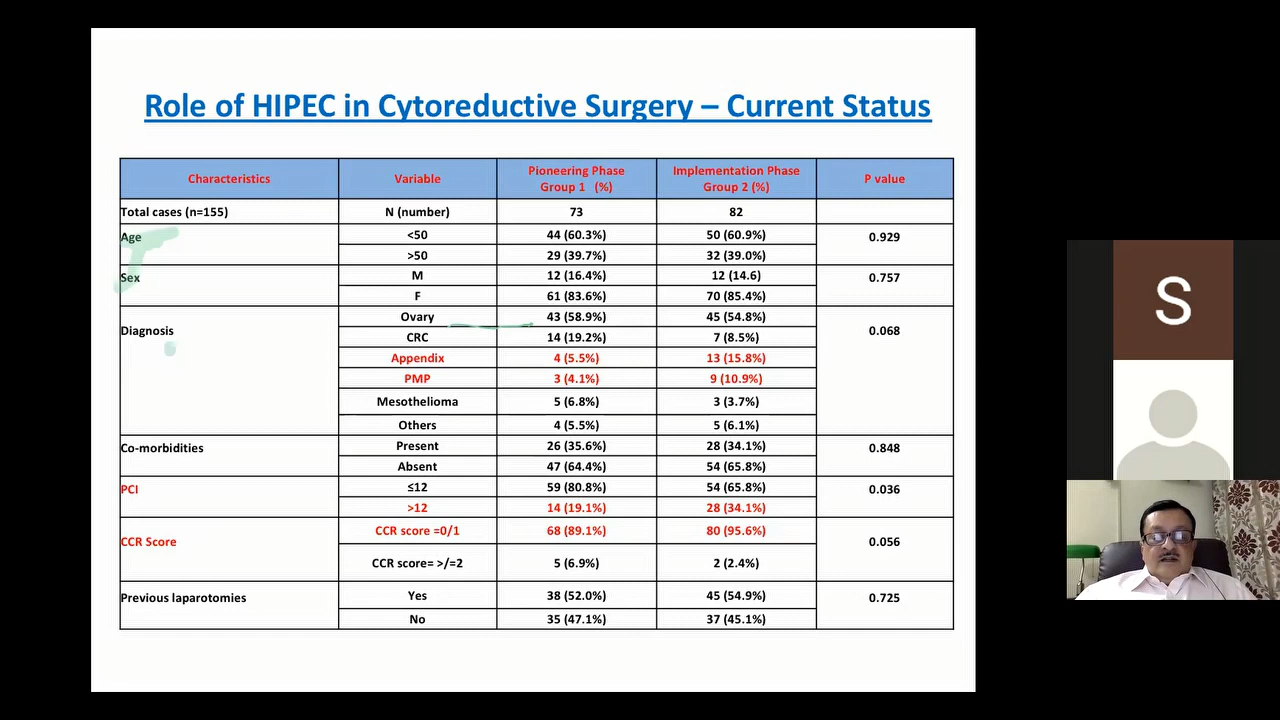 Role of HIPEC in Cytoreductive Surgery – Current Status
Characteristics Variable Pioneering Phase Group 1 (%) Implementation Phase Group 2 (%) P value
Total cases (n=155) N (number) 73 82
Age <50 44 (60.3%) 50 (60.9%) 0.929
>50 29 (39.7%) 32 (39.0%)
Sex M 12 (16.4%) 12 (14.6) 0.757
F 61 (83.6%) 70 (85.4%)
Diagnosis Ovary 43 (58.9%) 45 (54.8%) 0.068
CRC 14 (19.2%) 7 (8.5%)
Appendix 4 (5.5%) 13 (15.8%)
PMP 3 (4.1%) 9 (10.9%)
Mesothelioma 5 (6.8%) 3 (3.7%)
Others 4 (5.5%) 5 (6.1%)
Co-morbidities Present 26 (35.6%) 28 (34.1%) 0.848
Absent 47 (64.4%) 54 (65.8%)
PCI ≤12 59 (80.8%) 54 (65.8%) 0.036
>12 14 (19.1%) 28 (34.1%)
CCR Score CCR score =0/1 68 (89.1%) 80 (95.6%) 0.056
CCR score= >/=2 5 (6.9%) 2 (2.4%)
Previous laparotomies Yes 38 (52.0%) 45 (54.9%) 0.725
No 35 (47.1%) 37 (45.1%)
S